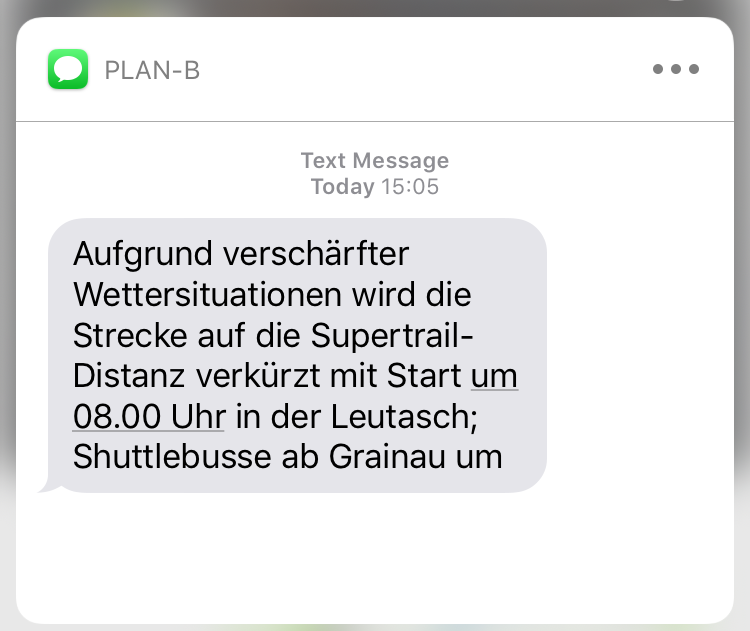 PLAN-B
Text Message
Today 15:05
Aufgrund verschärfter
Wettersituationen wird die
Strecke auf die Supertrail-
Distanz verkürzt mit Start um
08.00 Uhr in der Leutasch;
Shuttlebusse ab Grainau um